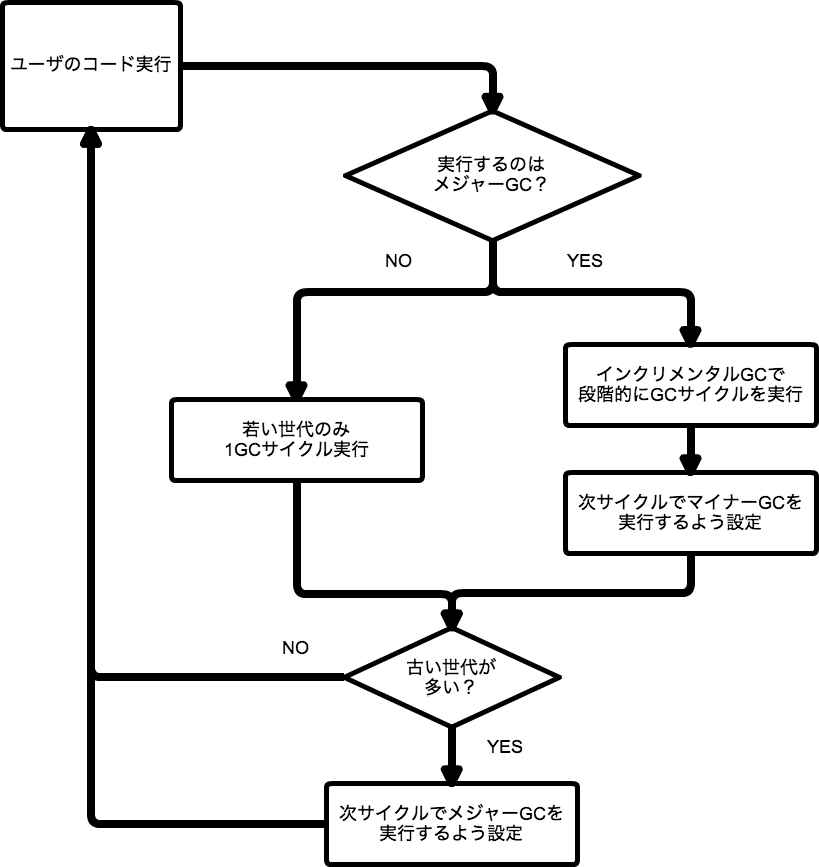 ユーザのコード実行
実行するのは
メジャーGC？
NO
YES
インクリメンタルGCで
段階的にGCサイクルを実行
若い世代のみ
1GCサイクル実行
次サイクルでマイナーGCを
実行するよう設定
NO
古い世代が
多い？
YES
次サイクルでメジャーGCを
実行するよう設定